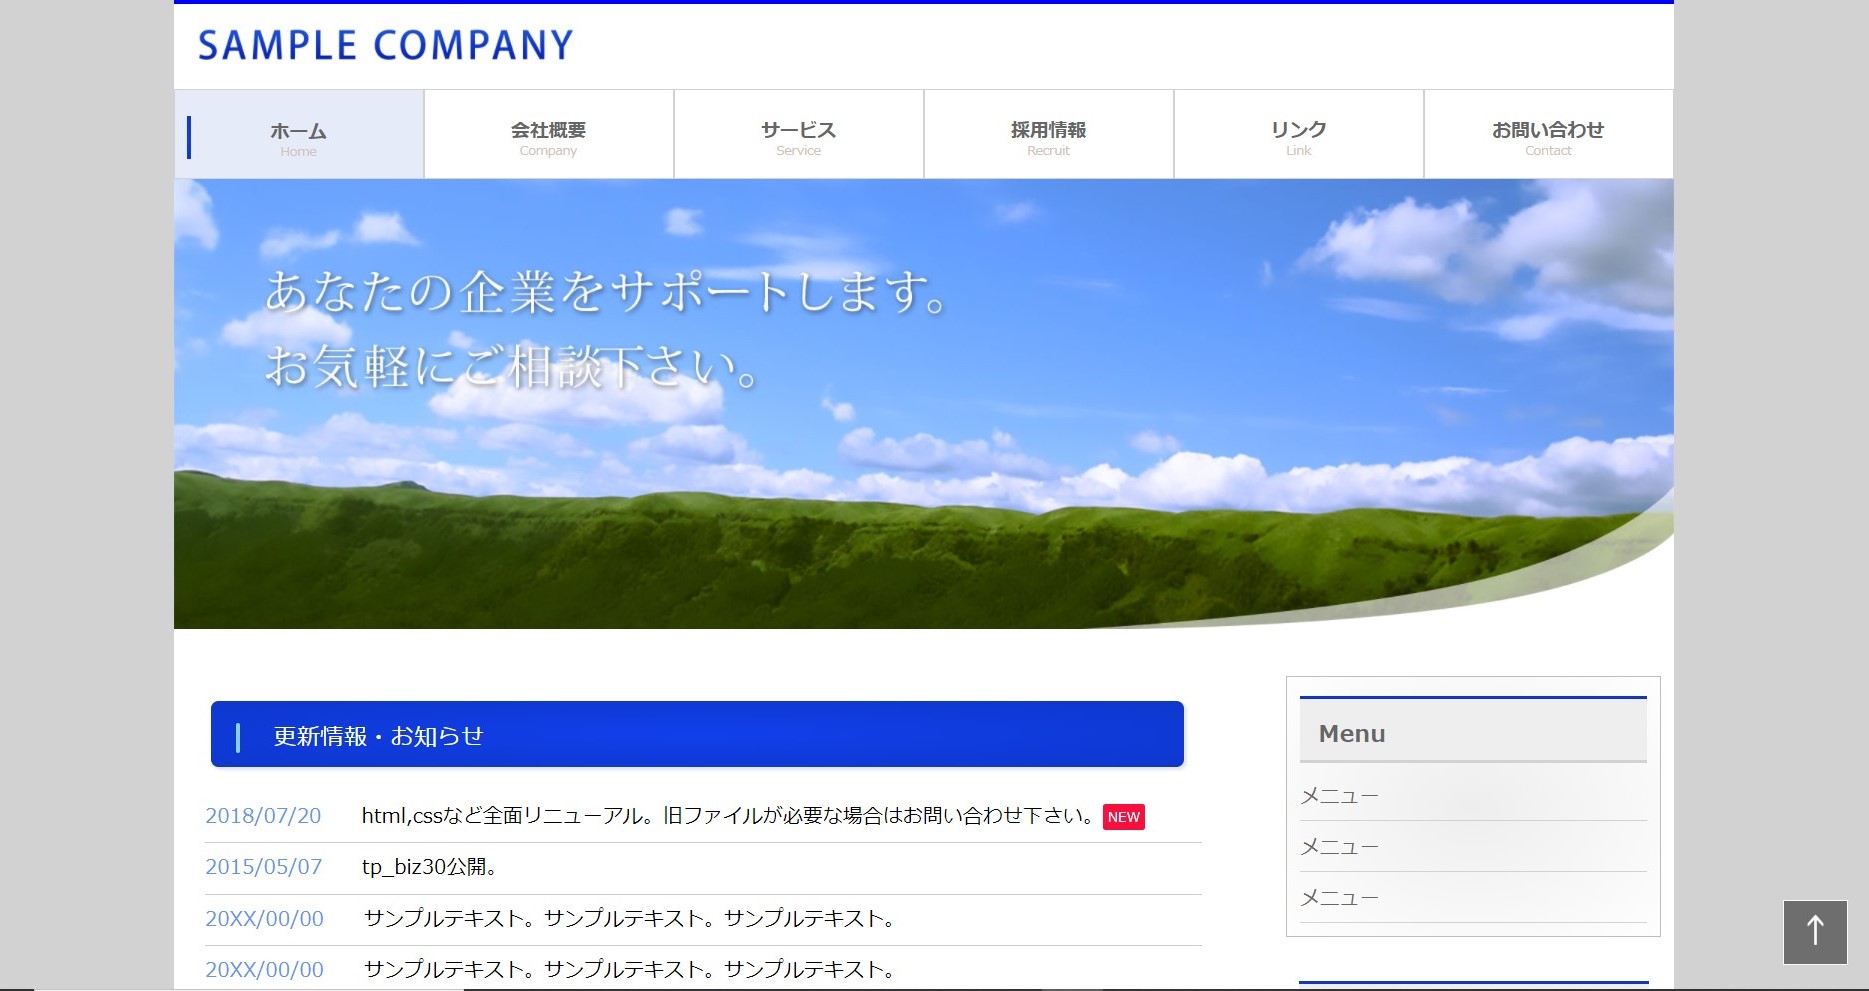 SAMPLE COMPANY
ホーム
Home
会社概要
Company
サービス
Service
採用情報
Recruit
リンク
Link
お問い合わせ
Contact
あなたの企業をサポートします。
お気軽にご相談下さい。
更新情報・お知らせ
2018/07/20 html,cssなど全面リニューアル。旧ファイルが必要な場合はお問い合わせ下さい。 NEW
2015/05/07 tp_biz30公開。
20XX/00/00 サンプルテキスト。サンプルテキスト。サンプルテキスト。
20XX/00/00 サンプルテキスト。サンプルテキスト。サンプルテキスト。
Menu
メニュー
メニュー
メニュー
↑